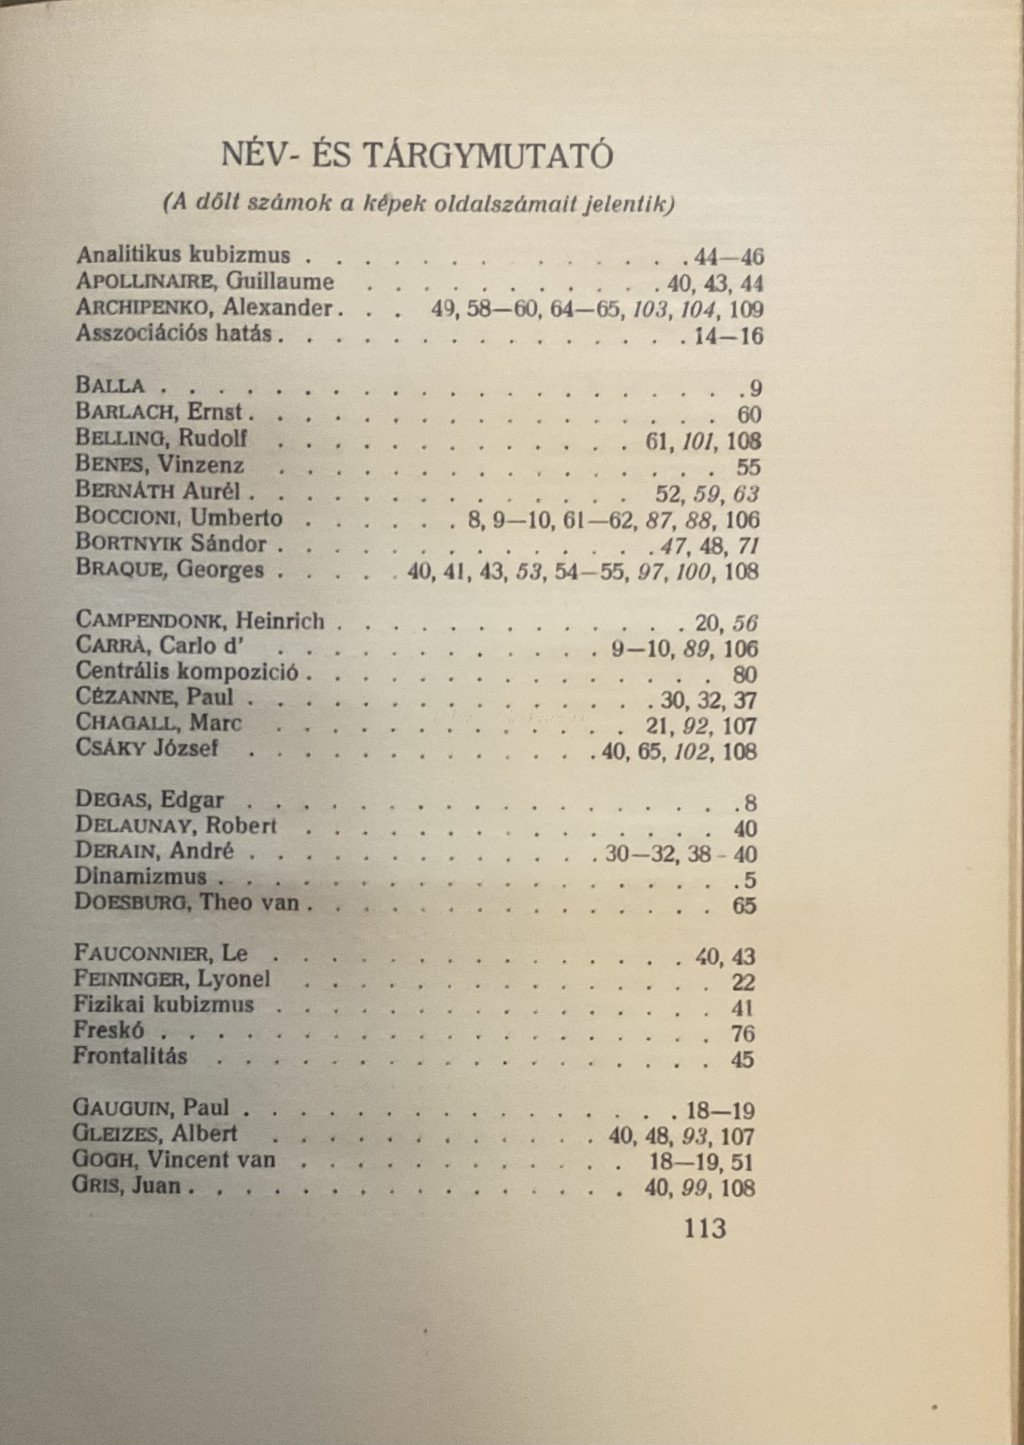 NÉV- ÉS TÁRGYMUTATÓ
(A dőlt számok a képek oldalszámait jelentik)
Analitikus kubizmus . . . . . . . . . . . . . . 44—46
APOLLINAIRE, Guillaume . . . . . . . . . . . 40, 43, 44
ARCHIPENKO, Alexander. . . 49, 58—60, 64—65, 103, 104, 109
Asszociációs hatás . . . . . . . . . . . . . . . 14—16
BALLA . . . . . . . . . . . . . . . . . . . . . 9
BARLACH, Ernst . . . . . . . . . . . . . . . . . 60
BELLING, Rudolf . . . . . . . . . . . . . 61, 101, 108
BENES, Vinzenz . . . . . . . . . . . . . . . . 55
BERNÁTH Aurél . . . . . . . . . . . . . . 52, 59, 63
BOCCIONI, Umberto . . . . . . 8, 9—10, 61—62, 87, 88, 106
BORTNYIK Sándor . . . . . . . . . . . . . . 47, 48, 71
BRAQUE, Georges . . . . . 40, 41, 43, 53, 54—55, 97, 100, 108
CAMPENDONK, Heinrich . . . . . . . . . . . . . 20, 56
CARRÀ, Carlo d' . . . . . . . . . . . . 9—10, 89, 106
Centrális kompozició . . . . . . . . . . . . . . . 80
CÉZANNE, Paul . . . . . . . . . . . . . . . 30, 32, 37
CHAGALL, Marc . . . . . . . . . . . . . 21, 92, 107
CSÁKY József . . . . . . . . . . . . . 40, 65, 102, 108
DEGAS, Edgar . . . . . . . . . . . . . . . . . . 8
DELAUNAY, Robert . . . . . . . . . . . . . . . 40
DERAIN, André . . . . . . . . . . . . . 30—32, 38 - 40
Dinamizmus . . . . . . . . . . . . . . . . . . . 5
DOESBURG, Theo van . . . . . . . . . . . . . . . 65
FAUCONNIER, Le . . . . . . . . . . . . . . . 40, 43
FEININGER, Lyonel . . . . . . . . . . . . . . . 22
Fizikai kubizmus . . . . . . . . . . . . . . . . 41
Freskó . . . . . . . . . . . . . . . . . . . . 76
Frontalitás . . . . . . . . . . . . . . . . . . 45
GAUGUIN, Paul . . . . . . . . . . . . . . . . 18—19
GLEIZES, Albert . . . . . . . . . . . . 40, 48, 93, 107
GOGH, Vincent van . . . . . . . . . . . . 18—19, 51
GRIS, Juan . . . . . . . . . . . . . . . . 40, 99, 108
113